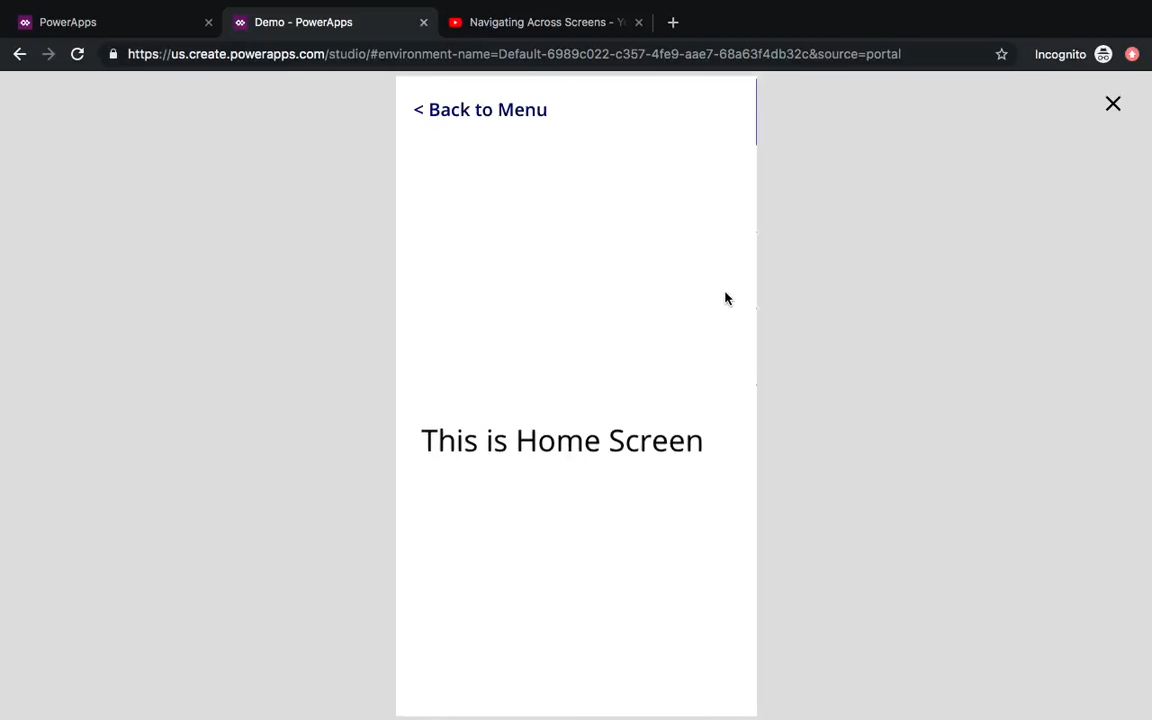 PowerApps
Demo - PowerApps
Navigating Across Screens -
https://us.create.powerapps.com/studio/#environment-name=Default-6989c022-c357-4fe9-aae7-68a63f4db32c&source=portal
Incognito
< Back to Menu
This is Home Screen